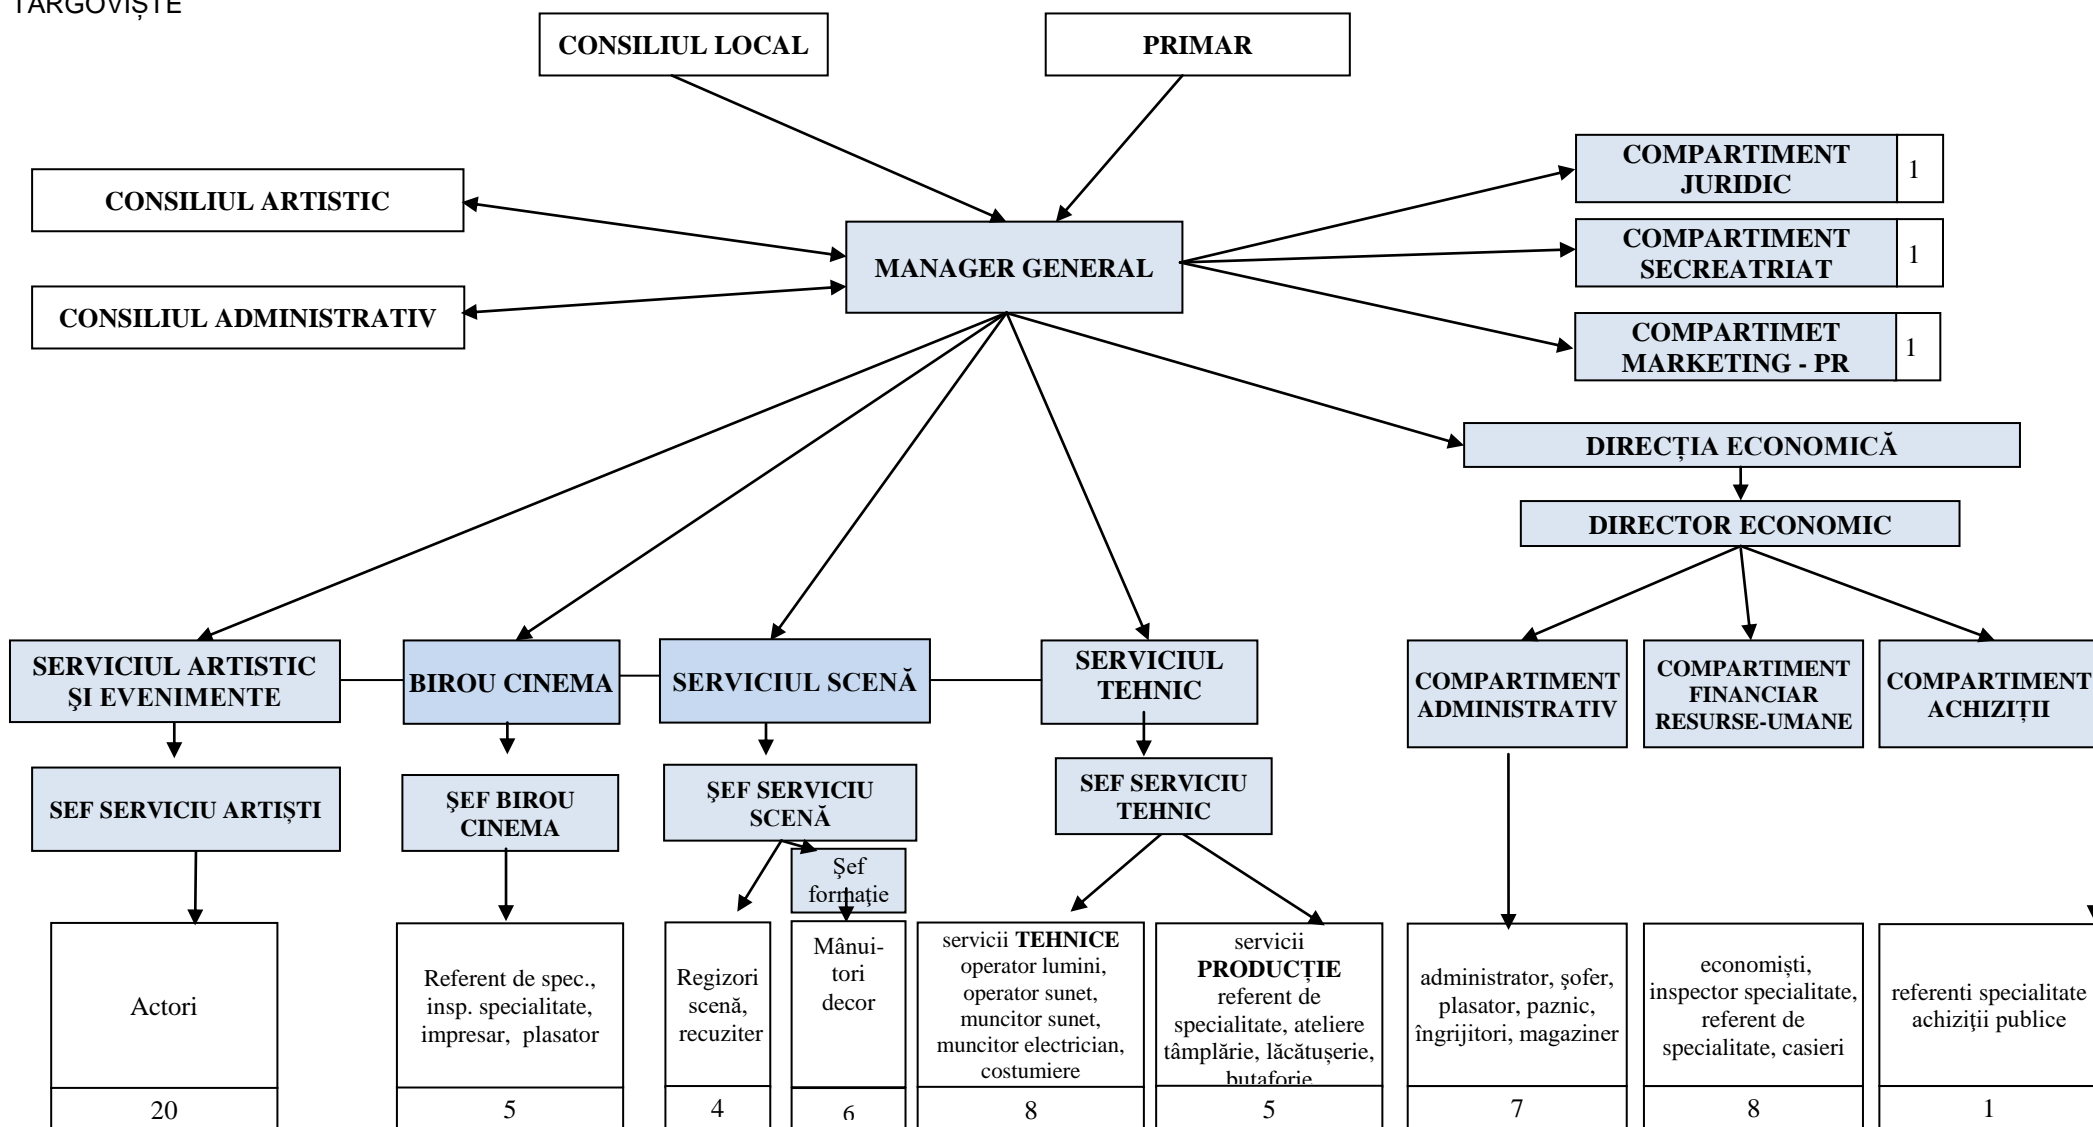 TÂRGOVIȘTE
CONSILIUL LOCAL
PRIMAR
COMPARTIMENT
JURIDIC
1
CONSILIUL ARTISTIC
COMPARTIMENT
SECREATRIAT
1
MANAGER GENERAL
CONSILIUL ADMINISTRATIV
COMPARTIMET
MARKETING - PR
1
DIRECȚIA ECONOMICĂ
DIRECTOR ECONOMIC
SERVICIUL ARTISTIC
ŞI EVENIMENTE
BIROU CINEMA
SERVICIUL SCENĂ
SERVICIUL
TEHNIC
COMPARTIMENT
ADMINISTRATIV
COMPARTIMENT
FINANCIAR
RESURSE-UMANE
COMPARTIMENT
ACHIZIȚII
SEF SERVICIU ARTIȘTI
ŞEF BIROU
CINEMA
ŞEF SERVICIU
SCENĂ
SEF SERVICIU
TEHNIC
Şef
formaţie
Actori
20
Referent de spec.,
insp. specialitate,
impresar, plasator
5
Regizori
scenă,
recuziter
4
Mânui-
tori
decor
6
servicii TEHNICE
operator lumini,
operator sunet,
muncitor sunet,
muncitor electrician,
costumiere
8
servicii
PRODUCȚIE
referent de
specialitate, ateliere
tâmplărie, lăcătușerie,
butaforie
5
administrator, şofer,
plasator, paznic,
îngrijitori, magaziner
7
economiști,
inspector specialitate,
referent de
specialitate, casieri
8
referenti specialitate
achiziţii publice
1